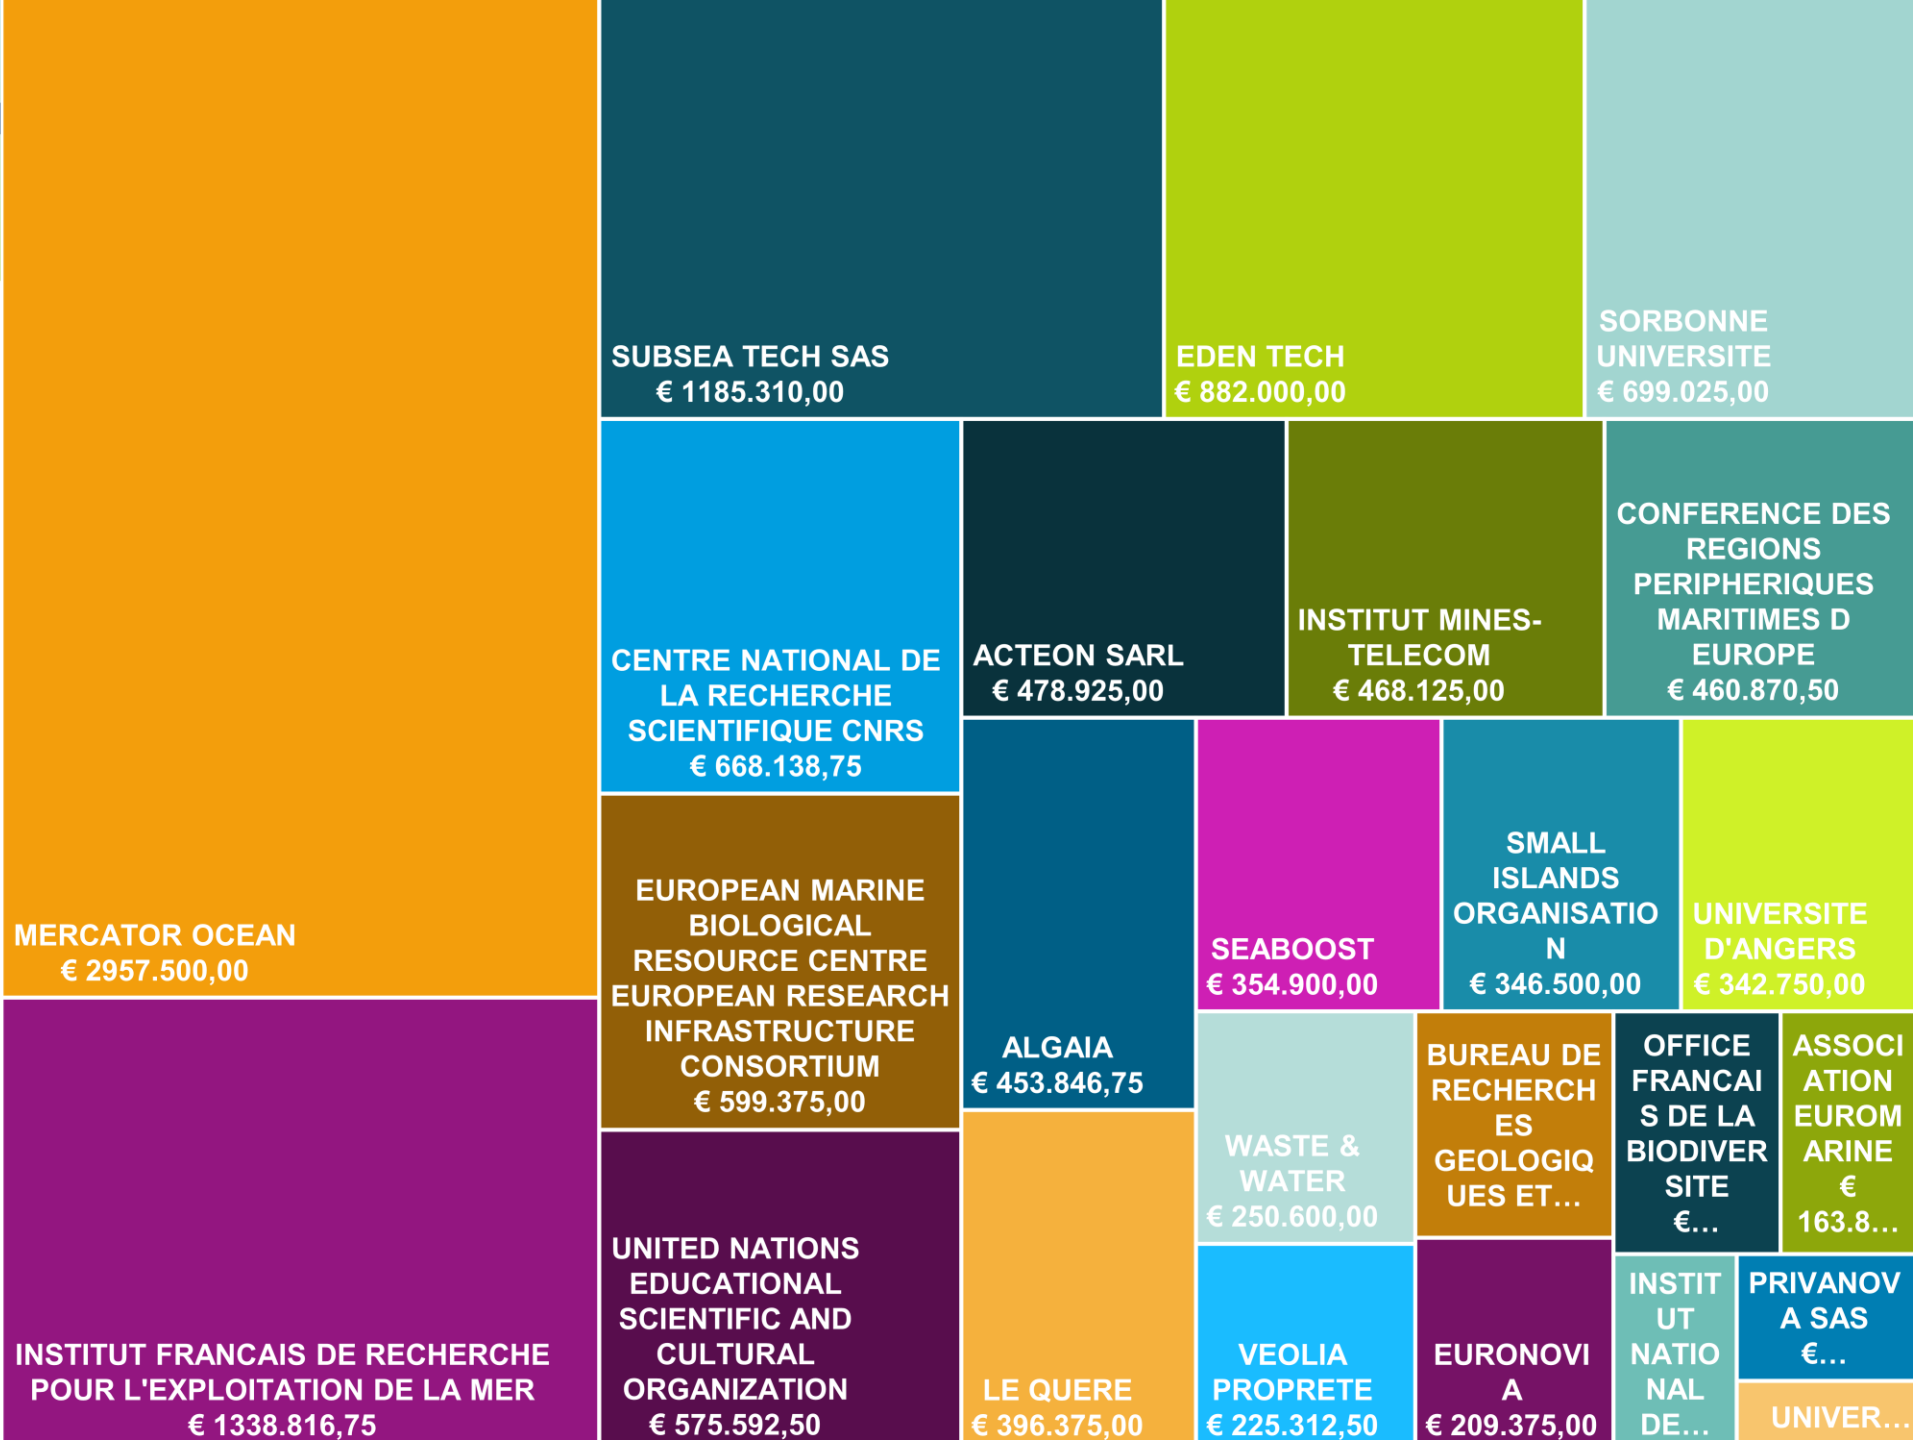 MERCATOR OCEAN
€ 2957.500,00
INSTITUT FRANCAIS DE RECHERCHE
POUR L'EXPLOITATION DE LA MER
€ 1338.816,75
SUBSEA TECH SAS
€ 1185.310,00
EDEN TECH
€ 882.000,00
SORBONNE
UNIVERSITE
€ 699.025,00
CENTRE NATIONAL DE
LA RECHERCHE
SCIENTIFIQUE CNRS
€ 668.138,75
EUROPEAN MARINE
BIOLOGICAL
RESOURCE CENTRE
EUROPEAN RESEARCH
INFRASTRUCTURE
CONSORTIUM
€ 599.375,00
UNITED NATIONS
EDUCATIONAL
SCIENTIFIC AND
CULTURAL
ORGANIZATION
€ 575.592,50
ACTEON SARL
€ 478.925,00
INSTITUT MINES-
TELECOM
€ 468.125,00
CONFERENCE DES
REGIONS
PERIPHERIQUES
MARITIMES D
EUROPE
€ 460.870,50
ALGAIA
€ 453.846,75
LE QUERE
€ 396.375,00
SEABOOST
€ 354.900,00
SMALL
ISLANDS
ORGANISATIO
N
€ 346.500,00
UNIVERSITE
D'ANGERS
€ 342.750,00
WASTE &
WATER
€ 250.600,00
VEOLIA
PROPRETE
€ 225.312,50
BUREAU DE
RECHERCH
ES
GEOLOGIQ
UES ET...
EURONOVI
A
€ 209.375,00
OFFICE
FRANCAI
S DE LA
BIODIVER
SITE
€...
ASSOCI
ATION
EUROM
ARINE
€
163.8...
INSTIT
UT
NATIO
NAL
DE...
PRIVANOV
A SAS
€...
UNIVER...